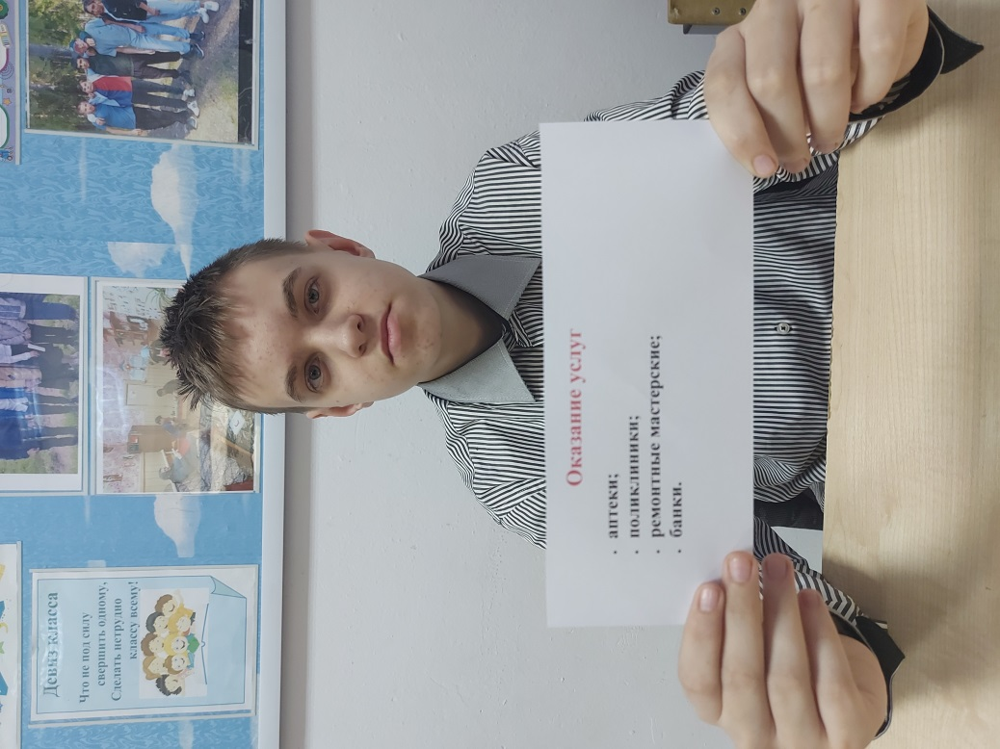 Оказание услуг
· аптеки;
· поликлиники;
· ремонтные мастерские;
· банки.
Девиз класса
Что не под силу
свершить одному,
Сделать нетрудно
классу всему!